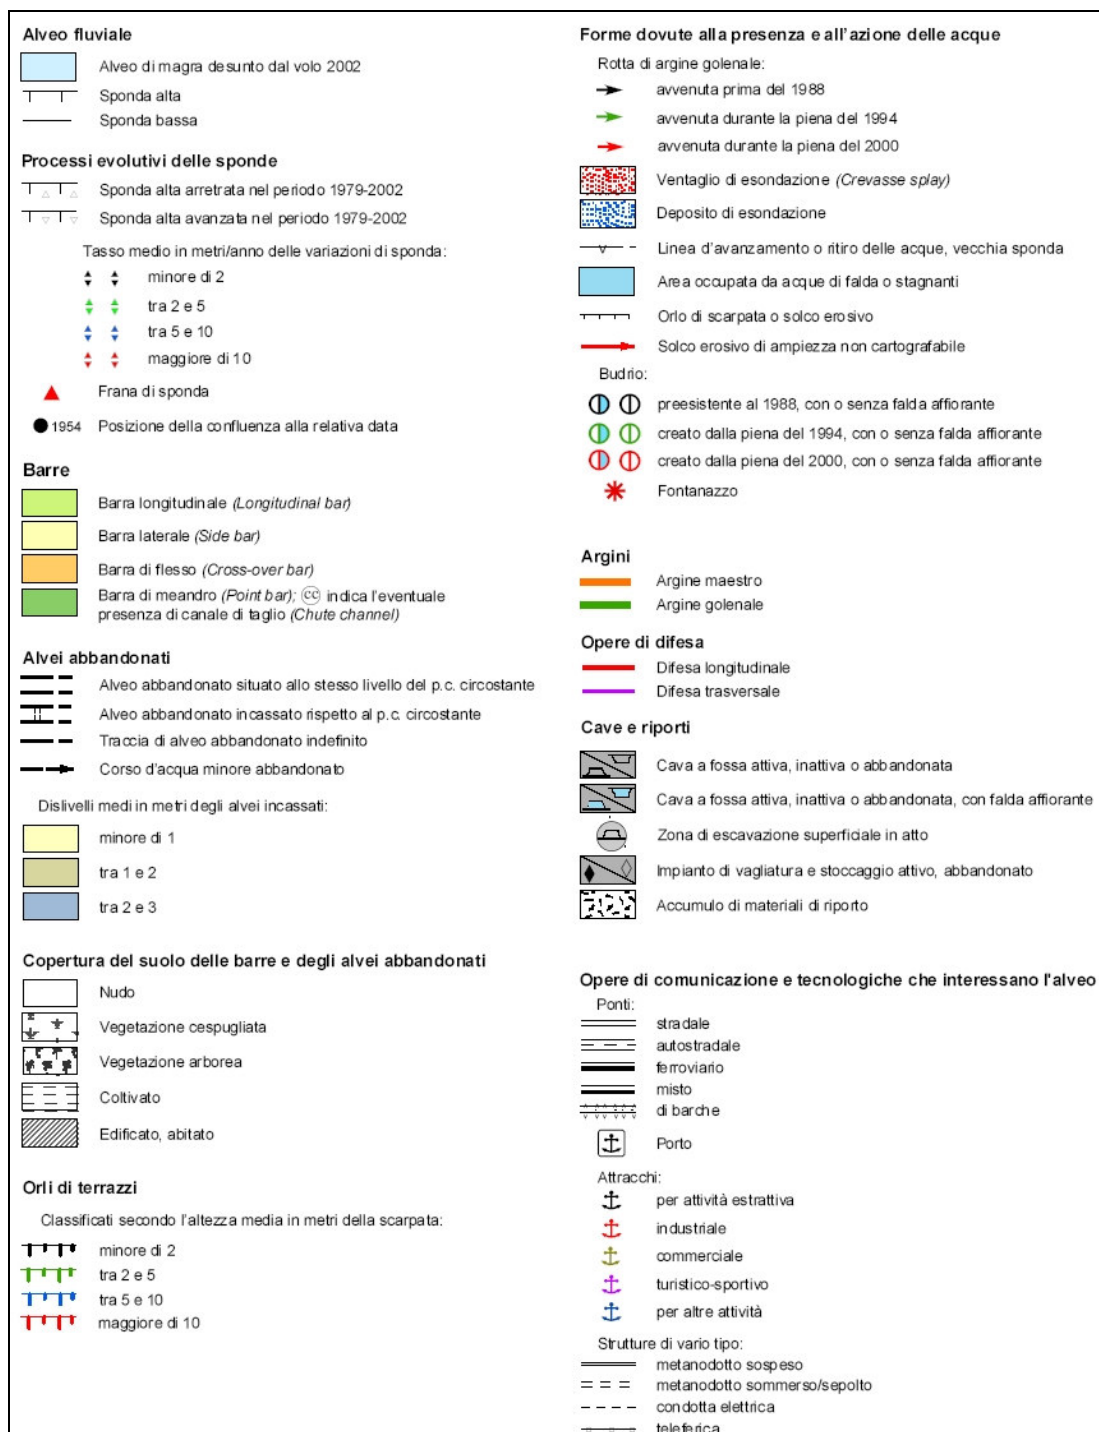 Alveo fluviale
Alveo di magra desunto dal volo 2002
Sponda alta
Sponda bassa
Processi evolutivi delle sponde
Sponda alta arretrata nel periodo 1979-2002
Sponda alta avanzata nel periodo 1979-2002
Tasso medio in metri/anno delle variazioni di sponda:
minore di 2
tra 2 e 5
tra 5 e 10
maggiore di 10
Frana di sponda
1954 Posizione della confluenza alla relativa data
Barre
Barra longitudinale (Longitudinal bar)
Barra laterale (Side bar)
Barra di flesso (Cross-over bar)
Barra di meandro (Point bar); cc indica l'eventuale
presenza di canale di taglio (Chute channel)
Alvei abbandonati
Alveo abbandonato situato allo stesso livello del p.c. circostante
Alveo abbandonato incassato rispetto al p.c. circostante
Traccia di alveo abbandonato indefinito
Corso d'acqua minore abbandonato
Dislivelli medi in metri degli alvei incassati:
minore di 1
tra 1 e 2
tra 2 e 3
Copertura del suolo delle barre e degli alvei abbandonati
Nudo
Vegetazione cespugliata
Vegetazione arborea
Coltivato
Edificato, abitato
Orli di terrazzi
Classificati secondo l'altezza media in metri della scarpata:
minore di 2
tra 2 e 5
tra 5 e 10
maggiore di 10
Forme dovute alla presenza e all'azione delle acque
Rotta di argine golenale:
avvenuta prima del 1988
avvenuta durante la piena del 1994
avvenuta durante la piena del 2000
Ventaglio di esondazione (Crevasse splay)
Deposito di esondazione
Linea d'avanzamento o ritiro delle acque, vecchia sponda
Area occupata da acque di falda o stagnanti
Orlo di scarpata o solco erosivo
Solco erosivo di ampiezza non cartografabile
Budrio:
preesistente al 1988, con o senza falda affiorante
creato dalla piena del 1994, con o senza falda affiorante
creato dalla piena del 2000, con o senza falda affiorante
Fontanazzo
Argini
Argine maestro
Argine golenale
Opere di difesa
Difesa longitudinale
Difesa trasversale
Cave e riporti
Cava a fossa attiva, inattiva o abbandonata
Cava a fossa attiva, inattiva o abbandonata, con falda affiorante
Zona di escavazione superficiale in atto
Impianto di vagliatura e stoccaggio attivo, abbandonato
Accumulo di materiali di riporto
Opere di comunicazione e tecnologiche che interessano l'alveo
Ponti:
stradale
autostradale
ferroviario
misto
di barche
Porto
Attracchi:
per attività estrattiva
industriale
commerciale
turistico-sportivo
per altre attività
Strutture di vario tipo:
metanodotto sospeso
metanodotto sommerso/sepolto
condotta elettrica
teleferica